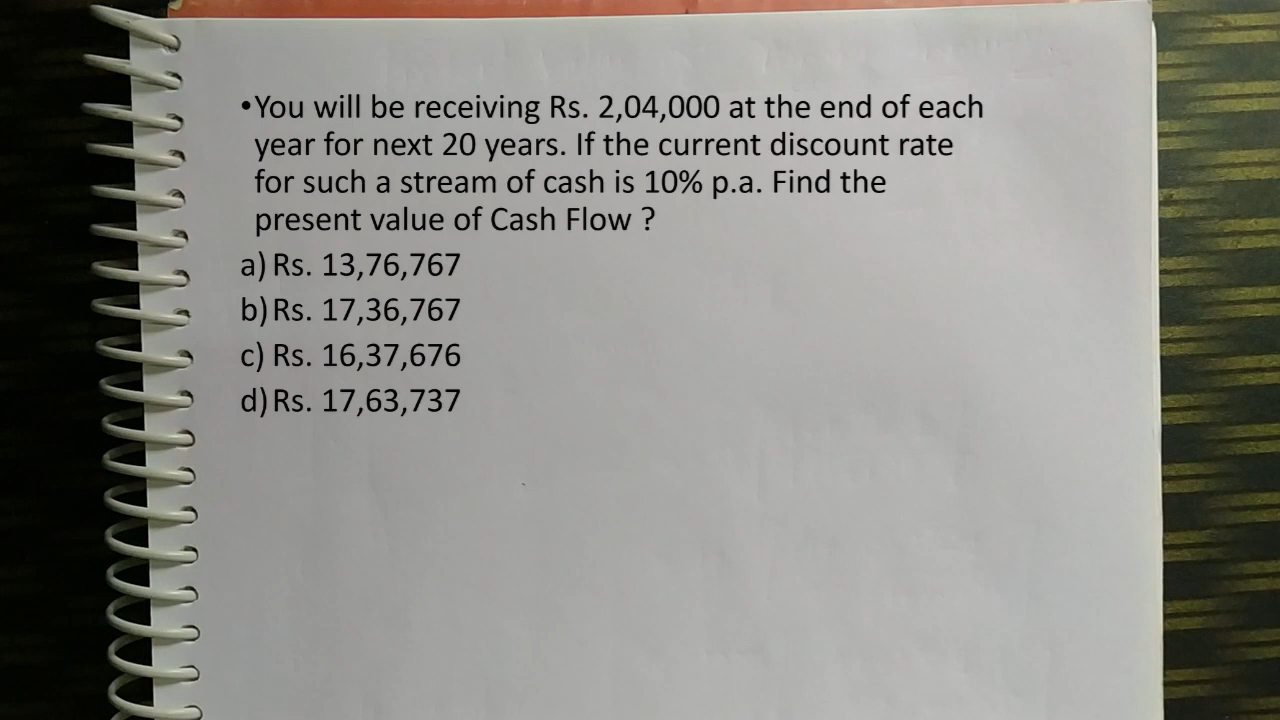 •You will be receiving Rs. 2,04,000 at the end of each
year for next 20 years. If the current discount rate
for such a stream of cash is 10% p.a. Find the
present value of Cash Flow ?
a) Rs. 13,76,767
b) Rs. 17,36,767
c) Rs. 16,37,676
d) Rs. 17,63,737